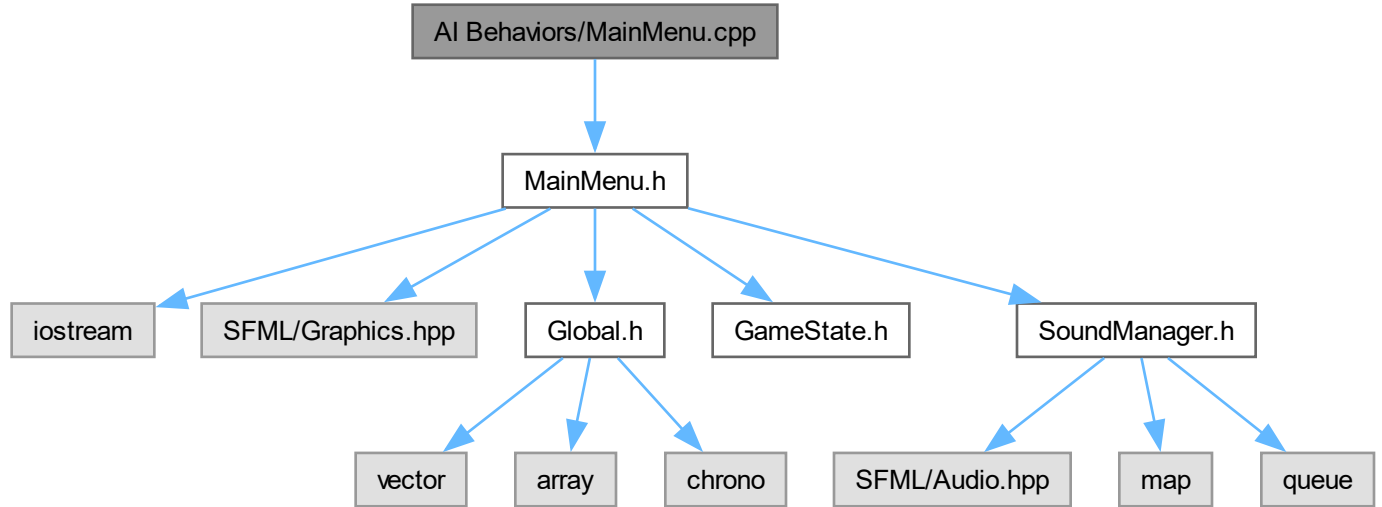 AI Behaviors/MainMenu.cpp
MainMenu.h
iostream
SFML/Graphics.hpp
Global.h
GameState.h
SoundManager.h
vector
array
chrono
SFML/Audio.hpp
map
queue